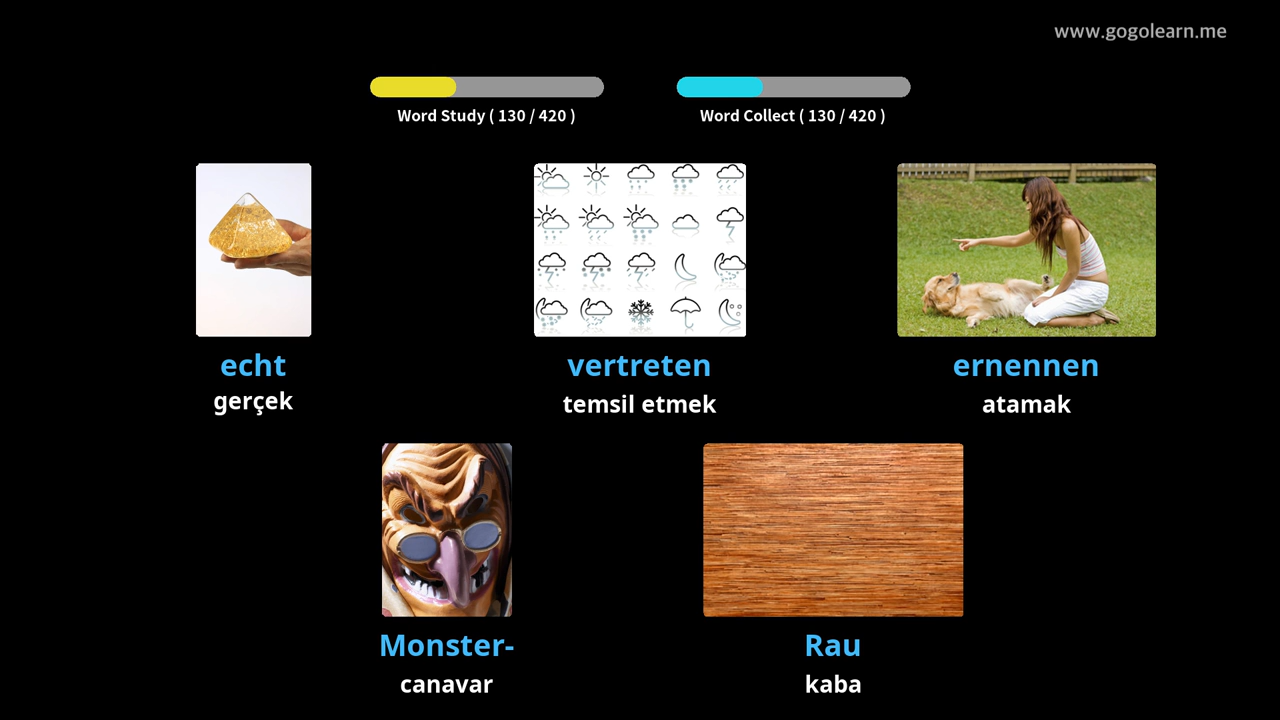 www.gogolearn.me
Word Study ( 130 / 420 )
Word Collect ( 130 / 420 )
echt
gerçek
vertreten
temsil etmek
ernennen
atamak
Monster-
canavar
Rau
kaba